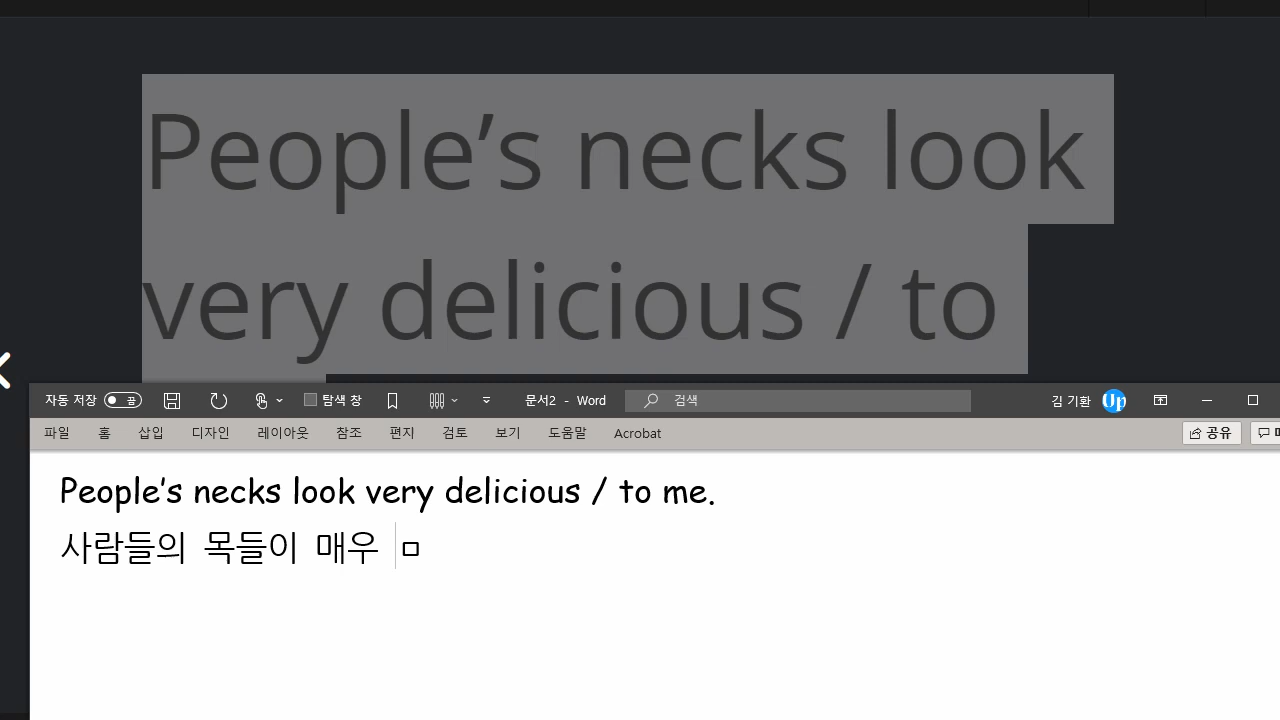 People’s necks look
very delicious / to
자동 저장 끔 탐색 창 문서2 - Word 검색 김 기환 Up
파일 홈 삽입 디자인 레이아웃 참조 편지 검토 보기 도움말 Acrobat 공유
People’s necks look very delicious / to me.
사람들의 목들이 매우 ㅁ